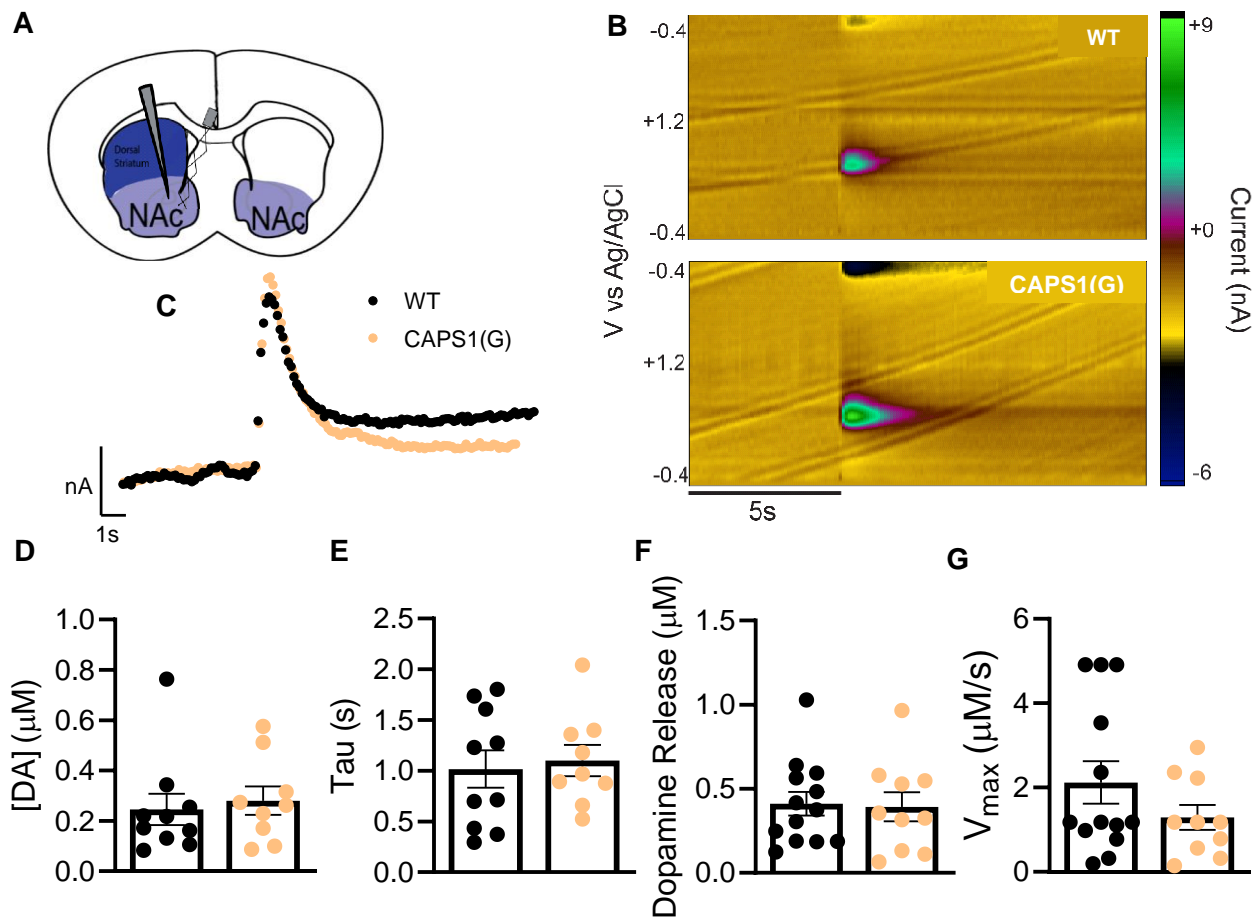 A
Dorsal
Striatum
NAc
NAc
B
-0.4
+1.2
-0.4
WT
-0.4
+1.2
-0.4
CAPS1(G)
V vs Ag/AgCl
5s
+9
+0
-6
Current (nA)
C
WT
CAPS1(G)
nA
1s
D
[DA] (μM)
1.0
0.8
0.6
0.4
0.2
0.0
E
Tau (s)
2.5
2.0
1.5
1.0
0.5
0.0
F
Dopamine Release (μM)
1.5
1.0
0.5
0.0
G
Vmax (μM/s)
6
4
2
0